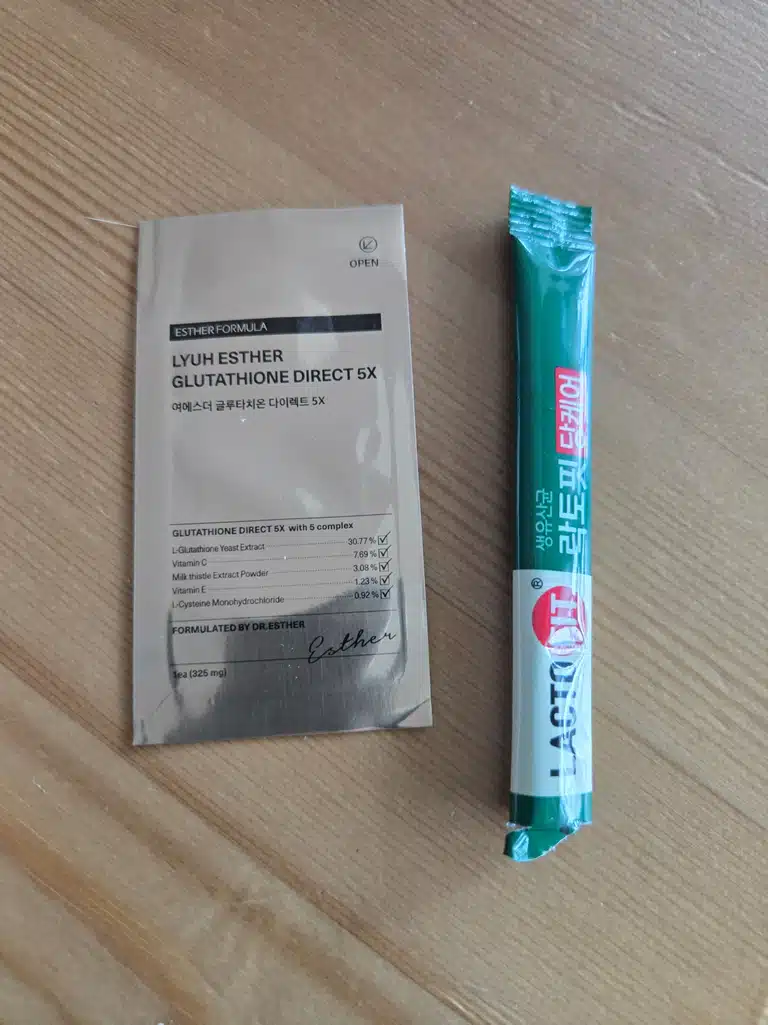 OPEN
ESTHER FORMULA
LYUH ESTHER
GLUTATHIONE DIRECT 5X
여에스더 글루타치온 다이렉트 5X
GLUTATHIONE DIRECT 5X with 5 complex
L-Glutathione Yeast Extract 30.77 %
Vitamin C 7.69 %
Milk thistle Extract Powder 3.08 %
Vitamin E 1.23 %
L-Cysteine Monohydrochloride 0.92 %
FORMULATED BY DR.ESTHER
Esther
1ea (325 mg)
생유산균
락토핏 당케어
LACTO FIT®